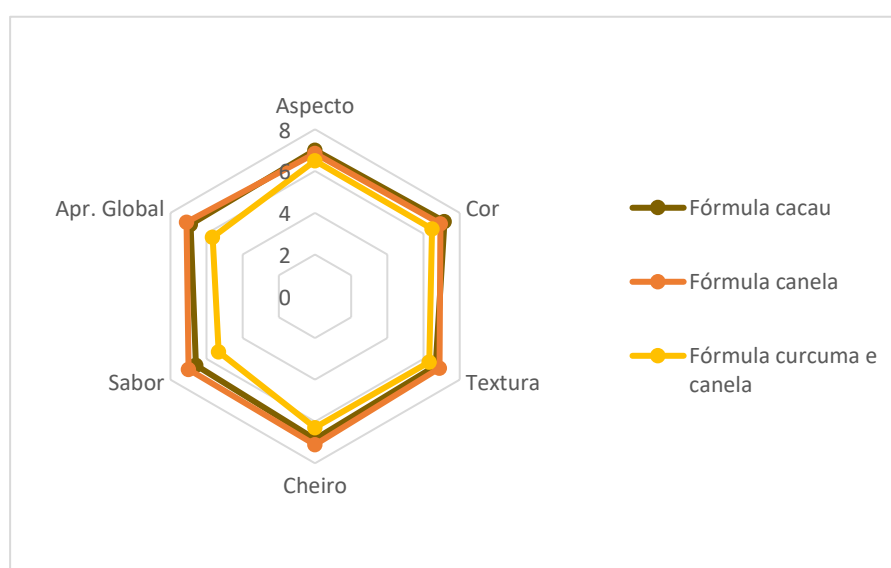 Aspecto
8
6
4
2
0
Cor
Textura
Cheiro
Sabor
Apr. Global
Fórmula cacau
Fórmula canela
Fórmula curcuma e
canela